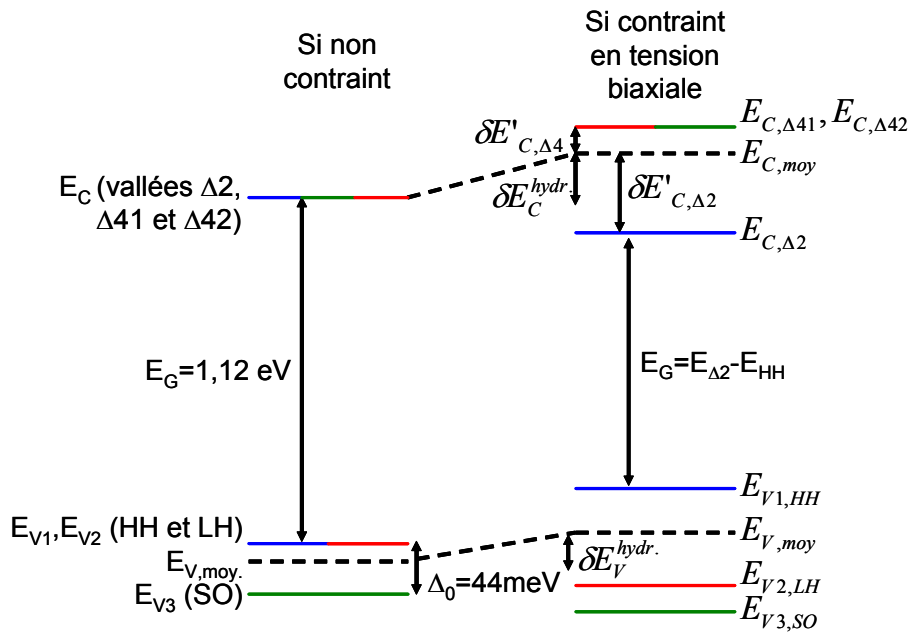 Si non
contraint
Si contraint
en tension
biaxiale
E_C (vallées Δ2,
Δ41 et Δ42)
E_G=1,12 eV
E_V1,E_V2 (HH et LH)
E_V,moy.
E_V3 (SO)
Δ_0=44meV
δE'_C,Δ4
δE_C^hydr.
δE'_C,Δ2
E_C,Δ41, E_C,Δ42
E_C,moy
E_C,Δ2
E_G=E_Δ2-E_HH
E_V1,HH
E_V,moy
δE_V^hydr.
E_V2,LH
E_V3,SO